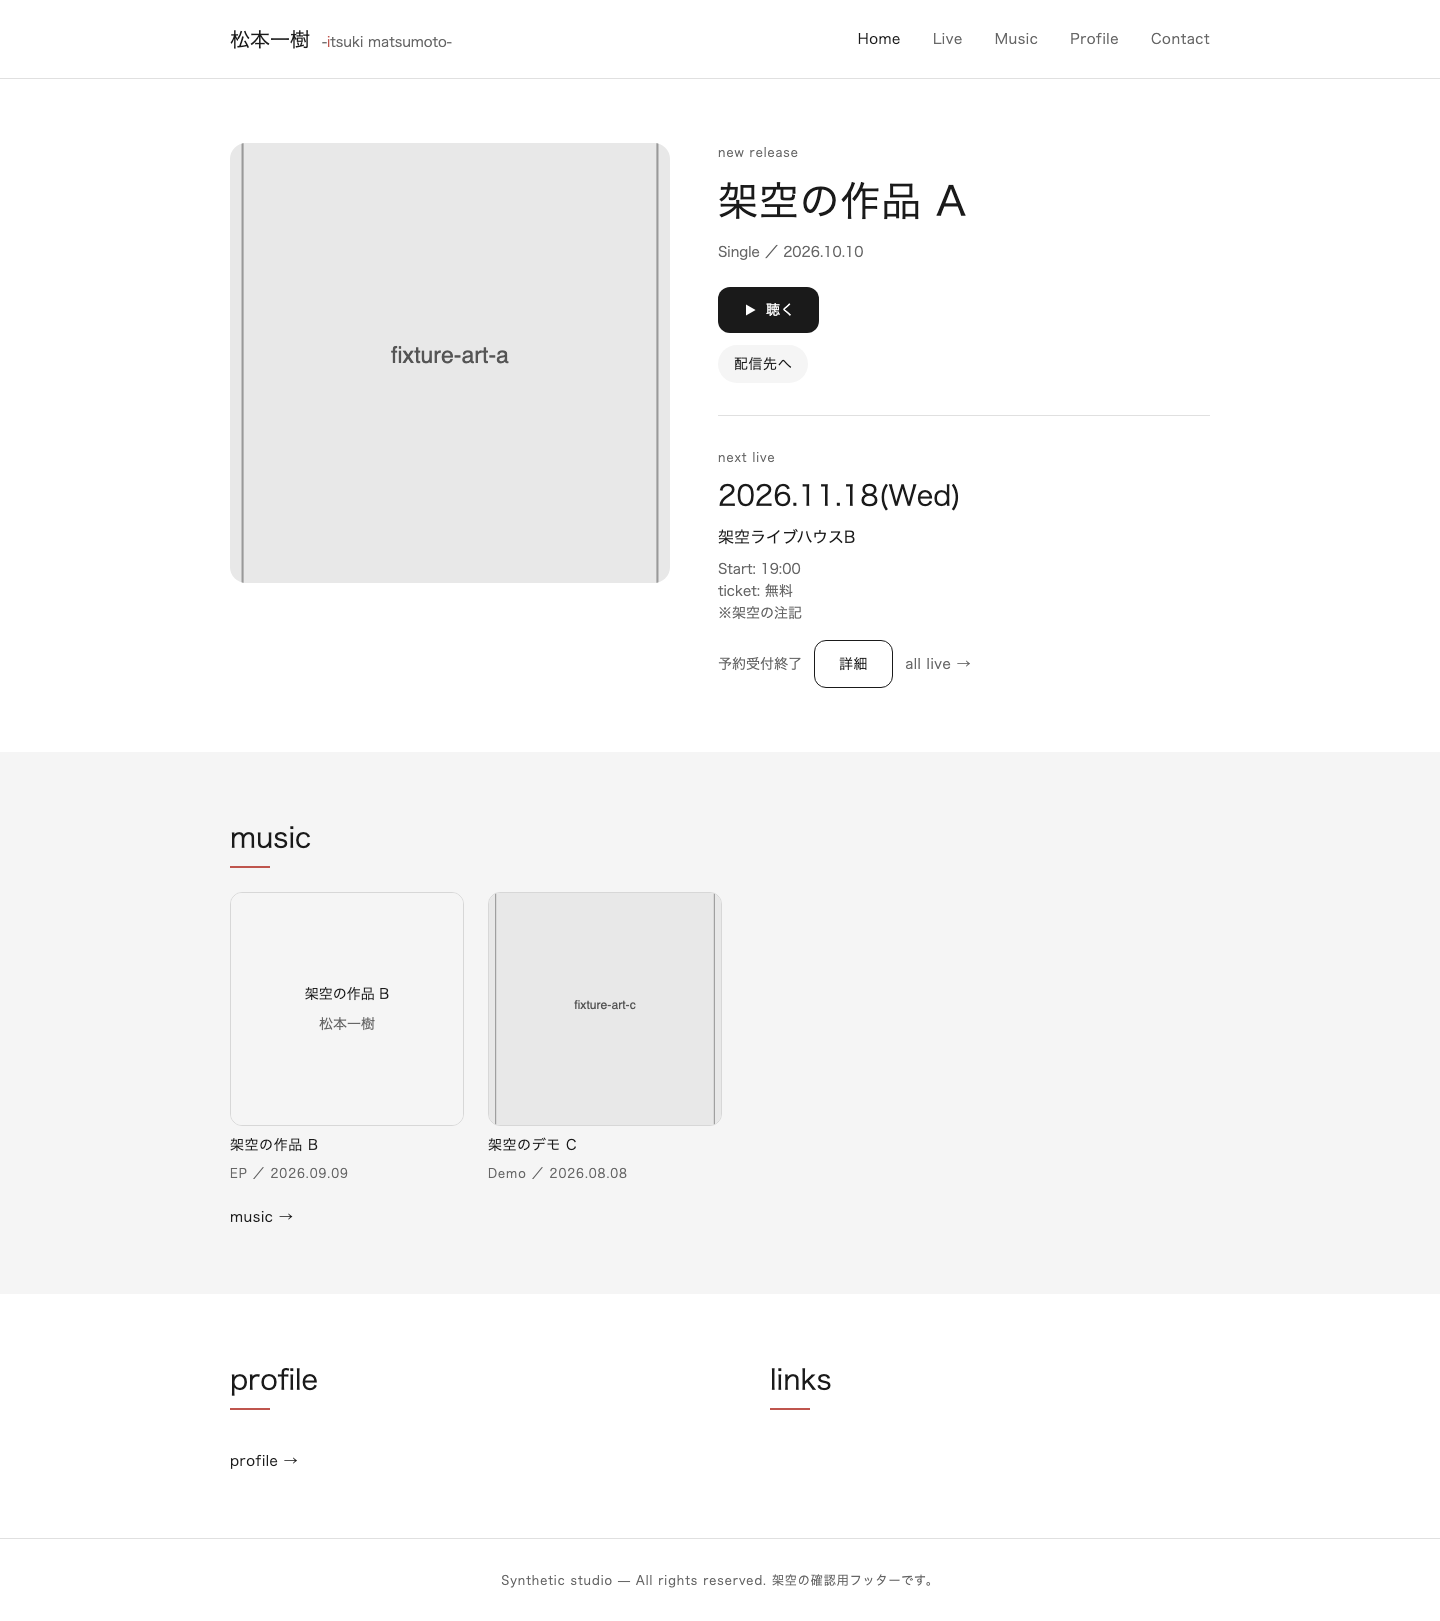 松本一樹 -itsuki matsumoto-
Home Live Music Profile Contact
fixture-art-a
new release
架空の作品 A
Single ／ 2026.10.10
▶ 聴く
配信先へ
next live
2026.11.18(Wed)
架空ライブハウスB
Start: 19:00
ticket: 無料
※架空の注記
予約受付終了 詳細 all live →
music
架空の作品 B
松本一樹
架空の作品 B
EP ／ 2026.09.09
fixture-art-c
架空のデモ C
Demo ／ 2026.08.08
music →
profile
profile →
links
Synthetic studio — All rights reserved. 架空の確認用フッターです。